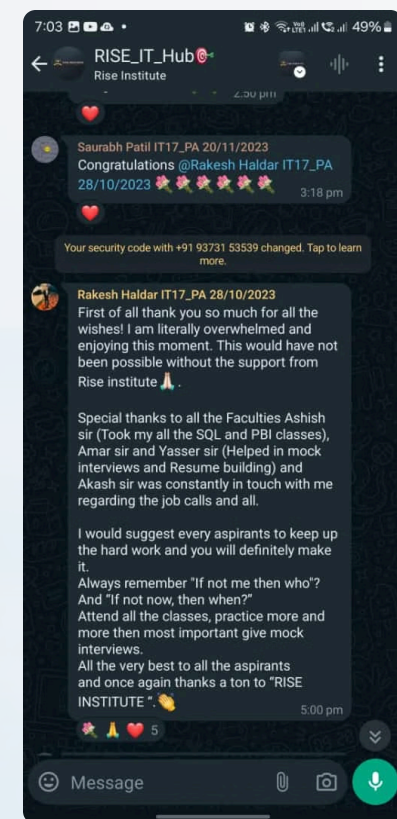 7:03
49%
RISE_IT_Hub
Rise Institute
2:50 pm
Saurabh Patil IT17_PA 20/11/2023
Congratulations @Rakesh Haldar IT17_PA
28/10/2023
3:18 pm
Your security code with +91 93731 53539 changed. Tap to learn
more.
Rakesh Haldar IT17_PA 28/10/2023
First of all thank you so much for all the
wishes! I am literally overwhelmed and
enjoying this moment. This would have not
been possible without the support from
Rise institute 🙏🏻 .
Special thanks to all the Faculties Ashish
sir (Took my all the SQL and PBI classes),
Amar sir and Yasser sir (Helped in mock
interviews and Resume building) and
Akash sir was constantly in touch with me
regarding the job calls and all.
I would suggest every aspirants to keep up
the hard work and you will definitely make
it.
Always remember "If not me then who"?
And “If not now, then when?”
Attend all the classes, practice more and
more then most important give mock
interviews.
All the very best to all the aspirants
and once again thanks a ton to “RISE
INSTITUTE “.
5:00 pm
5
Message